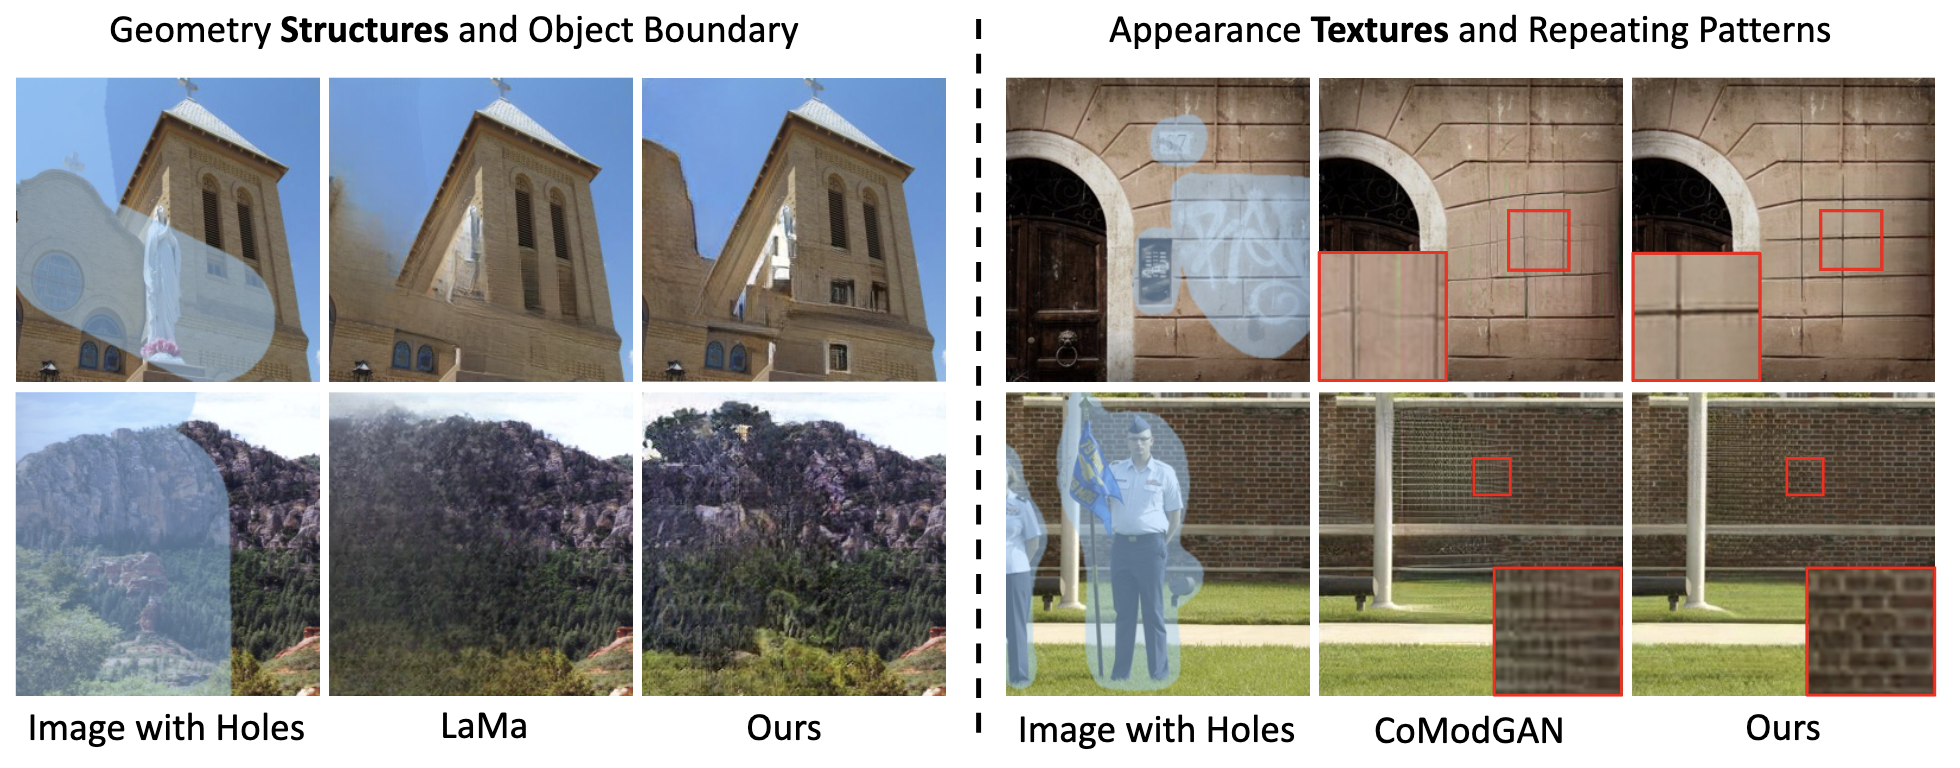 Geometry Structures and Object Boundary
Appearance Textures and Repeating Patterns
Image with Holes
LaMa
Ours
Image with Holes
CoModGAN
Ours